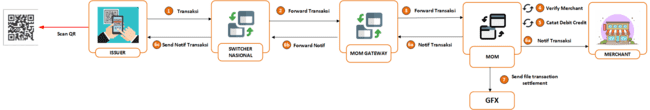 Scan QR
ISSUER
1 Transaksi
6c Send Notif Transaksi
SWITCHER
NASIONAL
2 Forward Transaksi
6b Forward Notif
MOM GATEWAY
3 Forward Transaksi
6a Notif Transaksi
MOM
4 Verify Merchant
5 Catat Debit Credit
6a Notif Transaksi
MERCHANT
7 Send file transaction
settlement
GFX